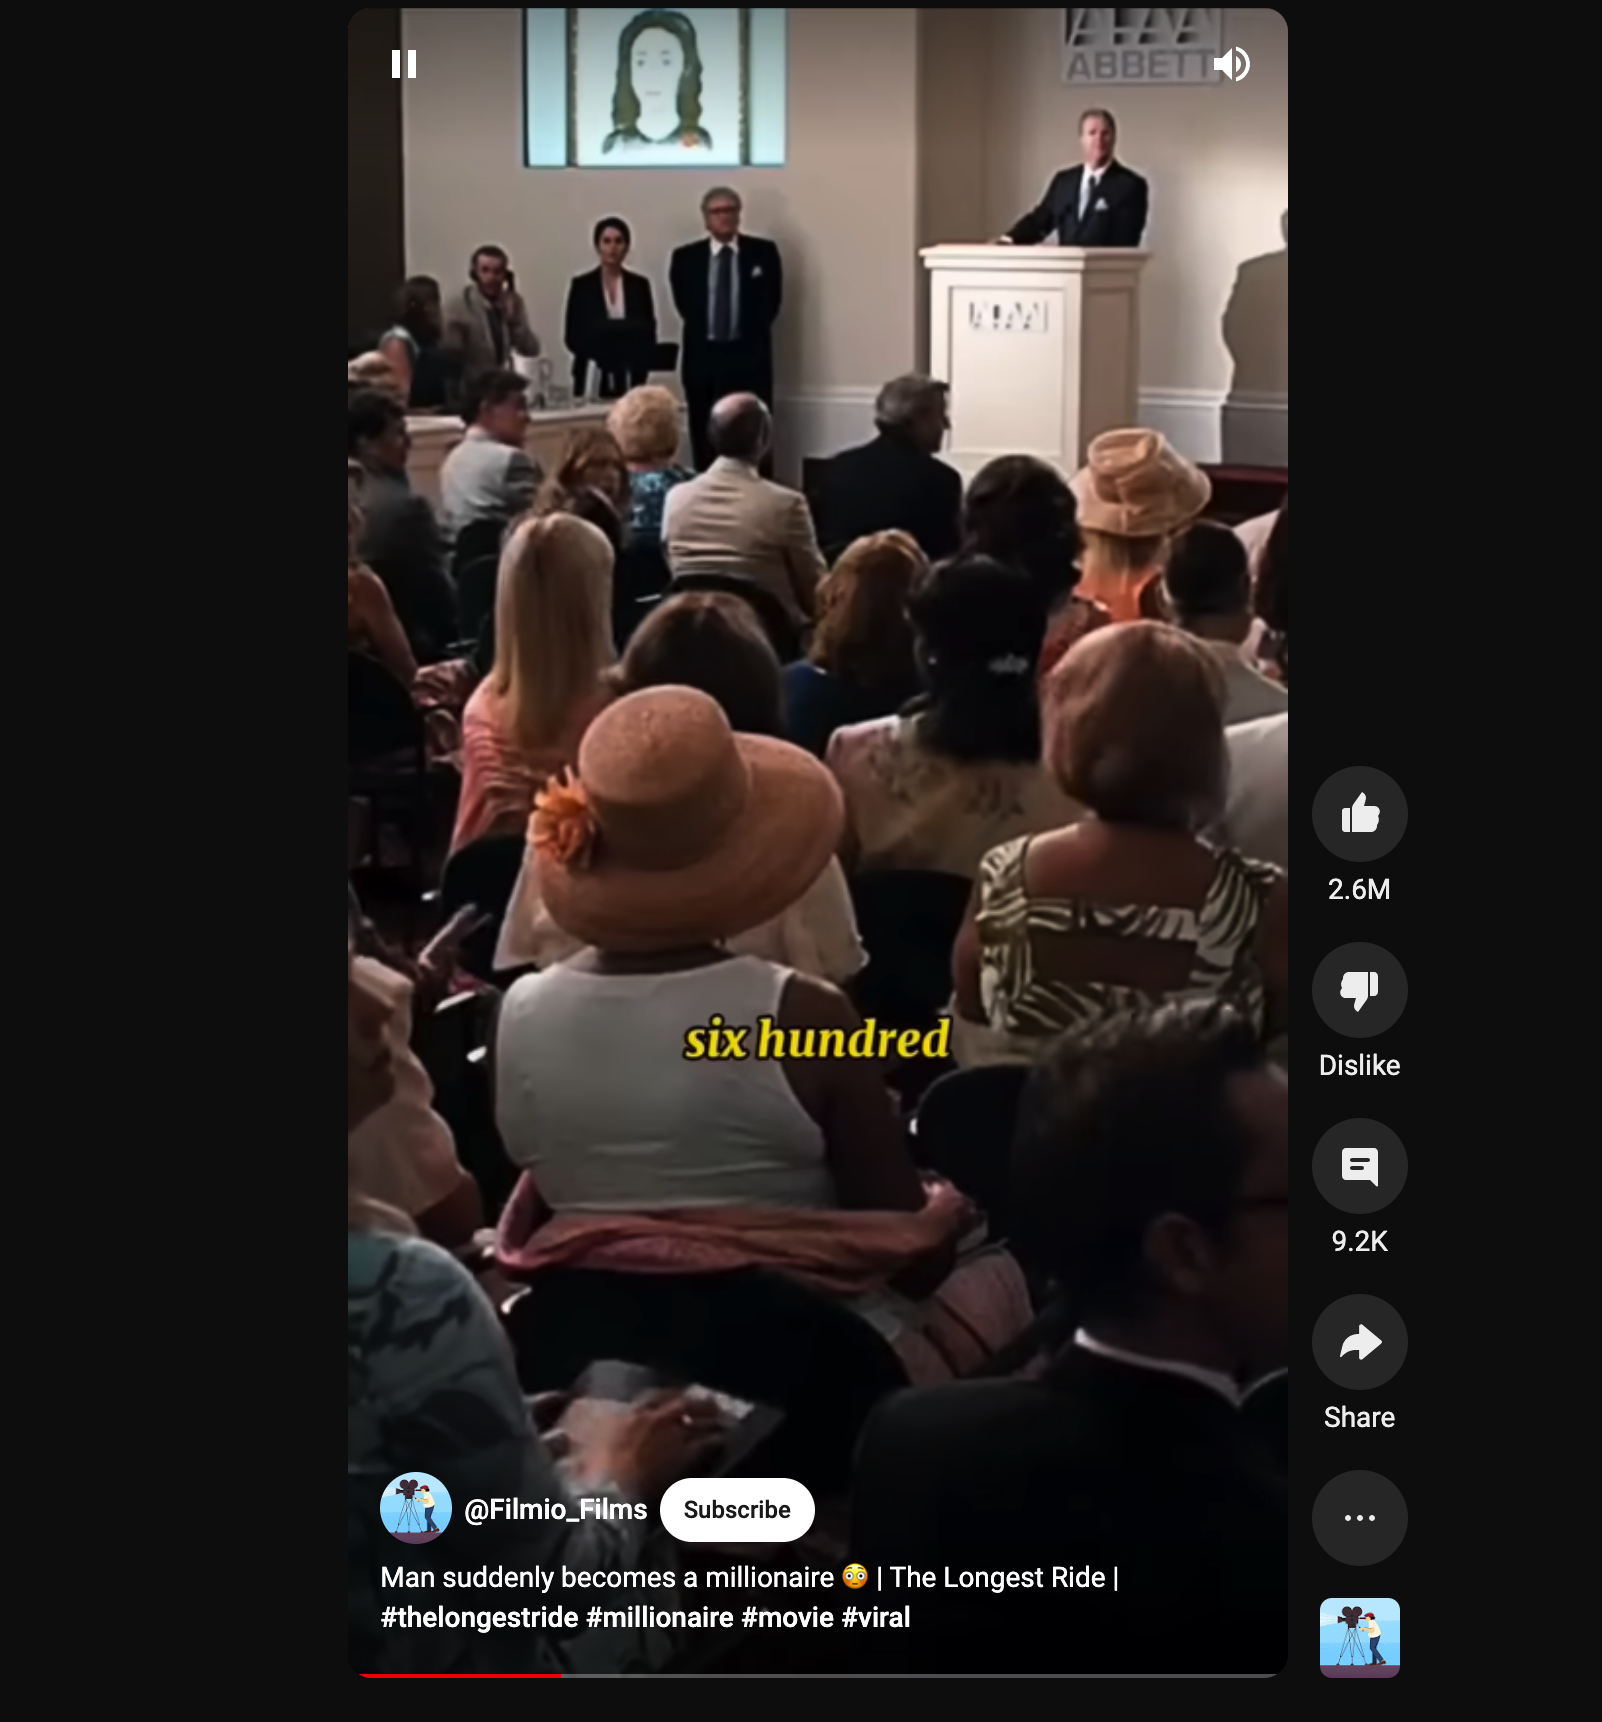 ABBETT
six hundred
@Filmio_Films
Subscribe
Man suddenly becomes a millionaire 😳 | The Longest Ride |
#thelongestride #millionaire #movie #viral
2.6M
Dislike
9.2K
Share